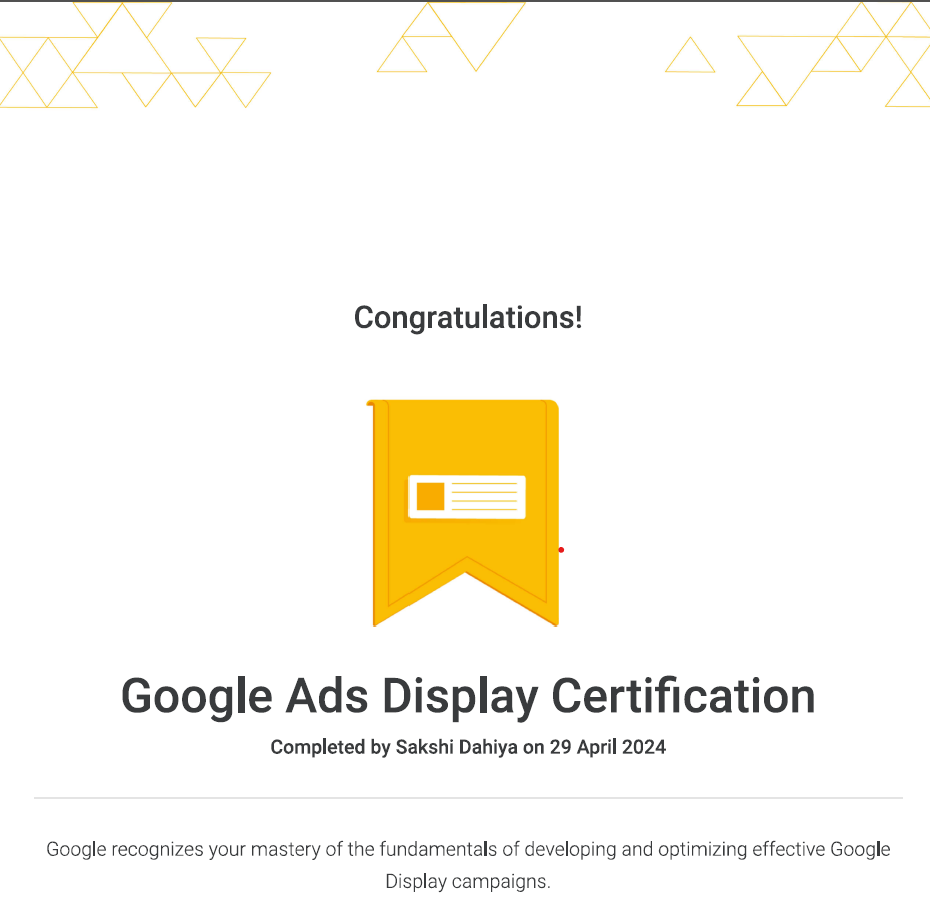 Congratulations!
Google Ads Display Certification
Completed by Sakshi Dahiya on 29 April 2024
Google recognizes your mastery of the fundamentals of developing and optimizing effective Google
Display campaigns.